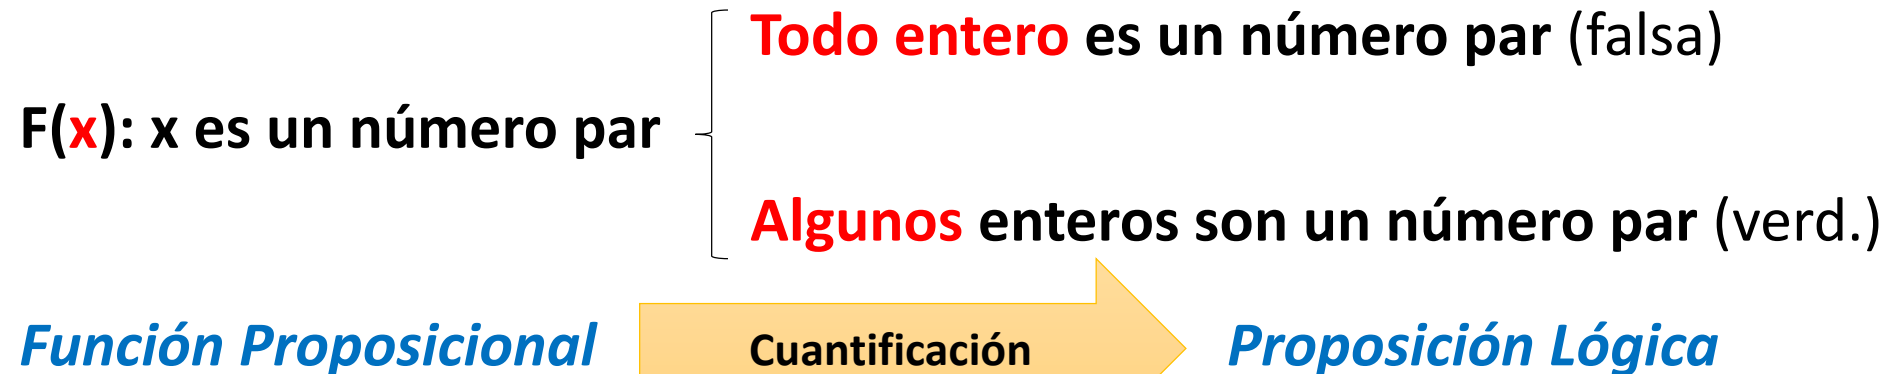 Todo entero es un número par (falsa)
F(x): x es un número par
Algunos enteros son un número par (verd.)
Función Proposicional Cuantificación Proposición Lógica